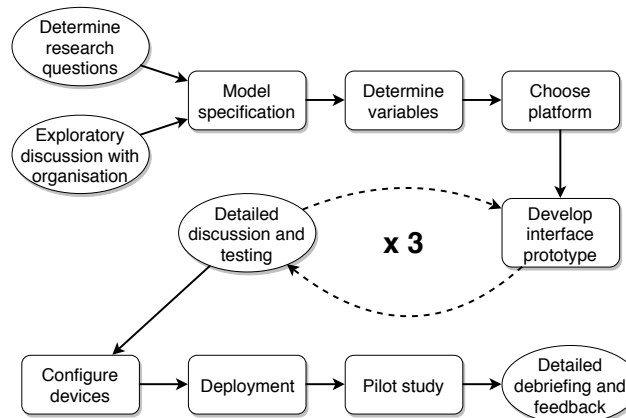 Determine
research
questions
Exploratory
discussion with
organisation
Model
specification
Determine
variables
Choose
platform
Develop
interface
prototype
x 3
Detailed
discussion and
testing
Configure
devices
Deployment
Pilot study
Detailed
debriefing and
feedback